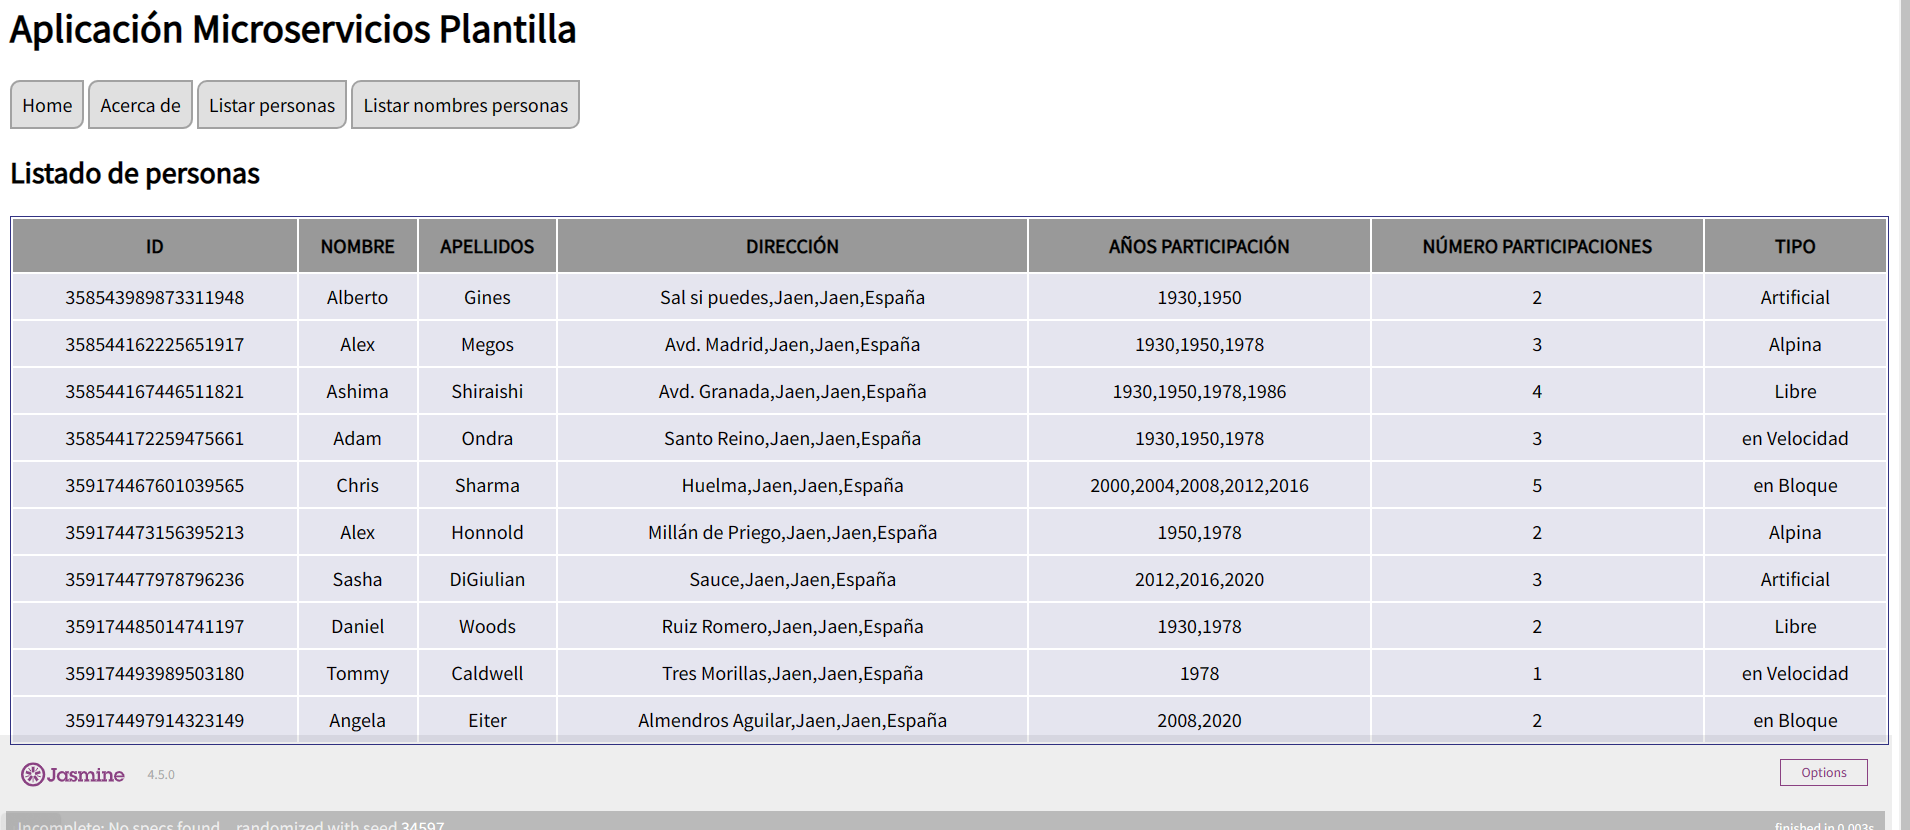 Aplicación Microservicios Plantilla
Home Acerca de Listar personas Listar nombres personas
Listado de personas
ID NOMBRE APELLIDOS DIRECCIÓN AÑOS PARTICIPACIÓN NÚMERO PARTICIPACIONES TIPO
358543989873311948 Alberto Gines Sal si puedes,Jaen,Jaen,España 1930,1950 2 Artificial
358544162225651917 Alex Megos Avd. Madrid,Jaen,Jaen,España 1930,1950,1978 3 Alpina
358544167446511821 Ashima Shiraishi Avd. Granada,Jaen,Jaen,España 1930,1950,1978,1986 4 Libre
358544172259475661 Adam Ondra Santo Reino,Jaen,Jaen,España 1930,1950,1978 3 en Velocidad
359174467601039565 Chris Sharma Huelma,Jaen,Jaen,España 2000,2004,2008,2012,2016 5 en Bloque
359174473156395213 Alex Honnold Millán de Priego,Jaen,Jaen,España 1950,1978 2 Alpina
359174477978796236 Sasha DiGiulian Sauce,Jaen,Jaen,España 2012,2016,2020 3 Artificial
359174485014741197 Daniel Woods Ruiz Romero,Jaen,Jaen,España 1930,1978 2 Libre
359174493989503180 Tommy Caldwell Tres Morillas,Jaen,Jaen,España 1978 1 en Velocidad
359174497914323149 Angela Eiter Almendros Aguilar,Jaen,Jaen,España 2008,2020 2 en Bloque
Jasmine 4.5.0 Options
Incomplete: No specs found, randomized with seed 34597 finished in 0.003s